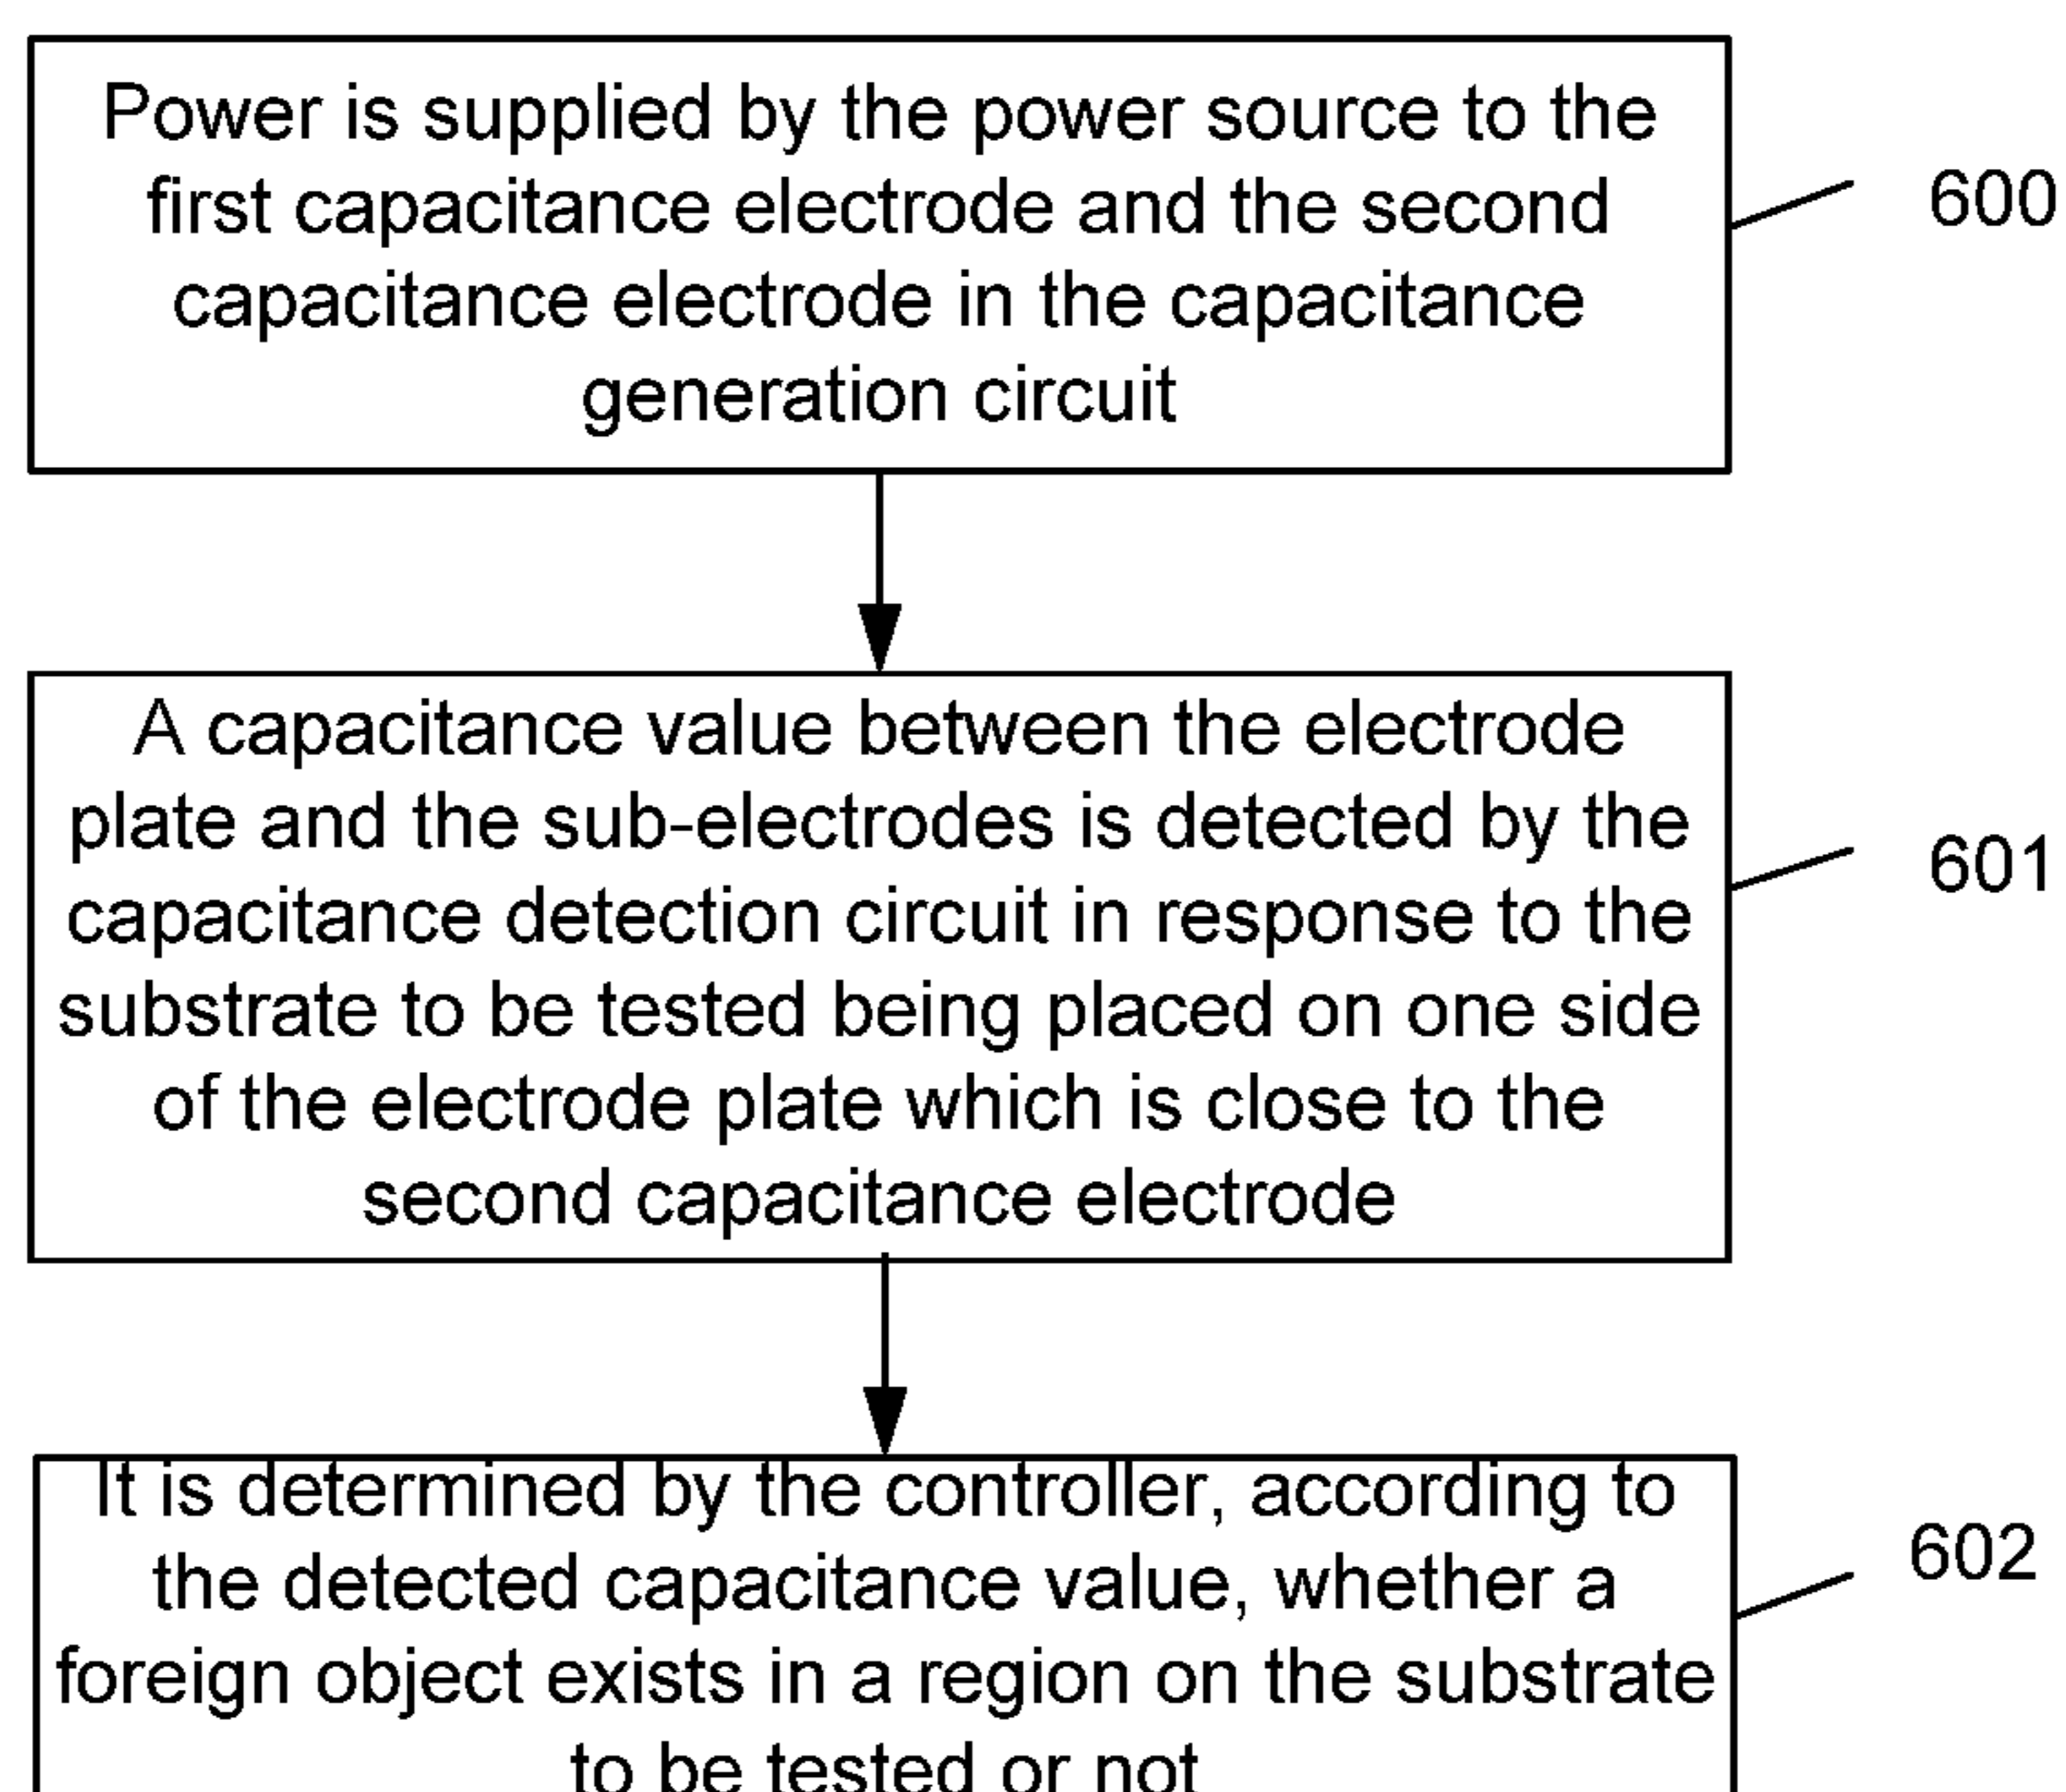 Power is supplied by the power source to the
first capacitance electrode and the second
capacitance electrode in the capacitance
generation circuit
600
A capacitance value between the electrode
plate and the sub-electrodes is detected by the
capacitance detection circuit in response to the
substrate to be tested being placed on one side
of the electrode plate which is close to the
second capacitance electrode
601
It is determined by the controller, according to
the detected capacitance value, whether a
foreign object exists in a region on the substrate
to be tested or not
602